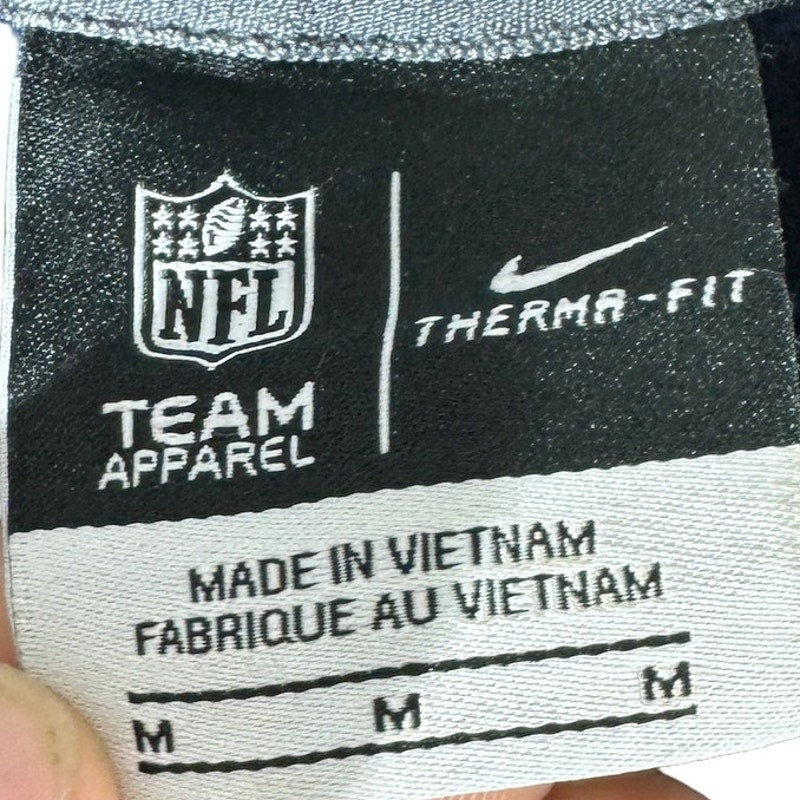 NFL
TEAM
APPAREL
THERMA-FIT
MADE IN VIETNAM
FABRIQUE AU VIETNAM
M M M